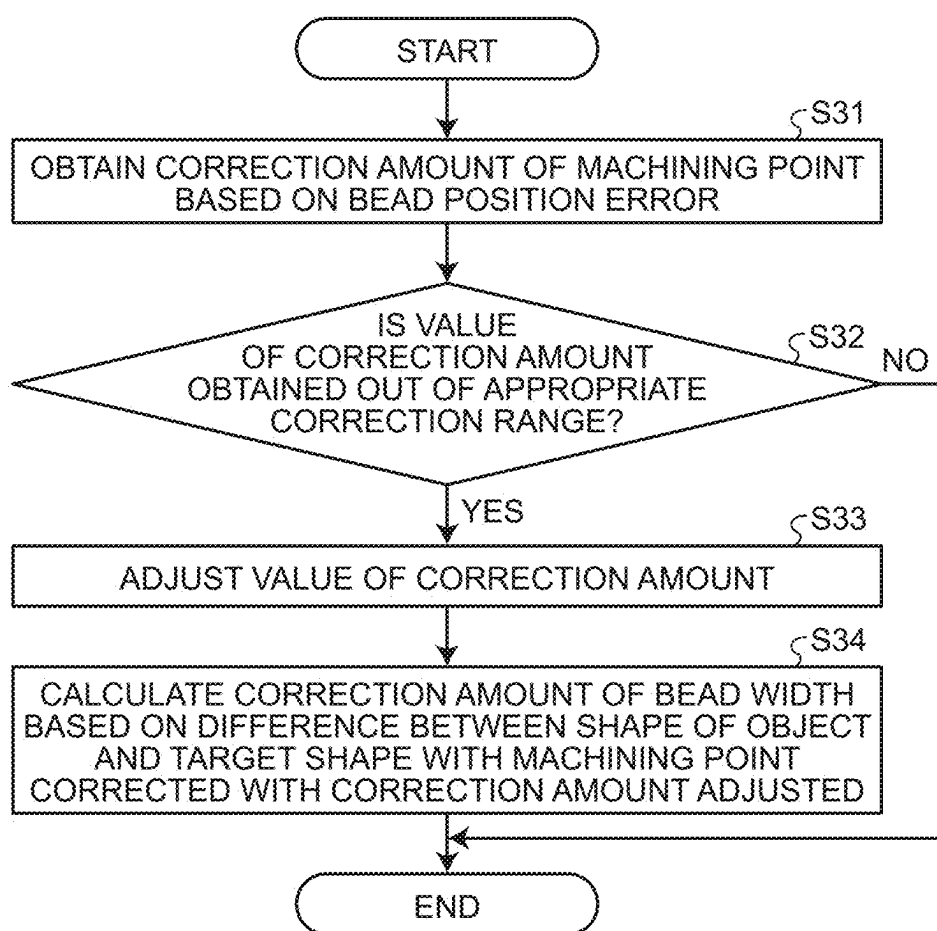 START
S31
OBTAIN CORRECTION AMOUNT OF MACHINING POINT
BASED ON BEAD POSITION ERROR
IS VALUE
OF CORRECTION AMOUNT
OBTAINED OUT OF APPROPRIATE
CORRECTION RANGE?
S32
NO
YES
S33
ADJUST VALUE OF CORRECTION AMOUNT
S34
CALCULATE CORRECTION AMOUNT OF BEAD WIDTH
BASED ON DIFFERENCE BETWEEN SHAPE OF OBJECT
AND TARGET SHAPE WITH MACHINING POINT
CORRECTED WITH CORRECTION AMOUNT ADJUSTED
END